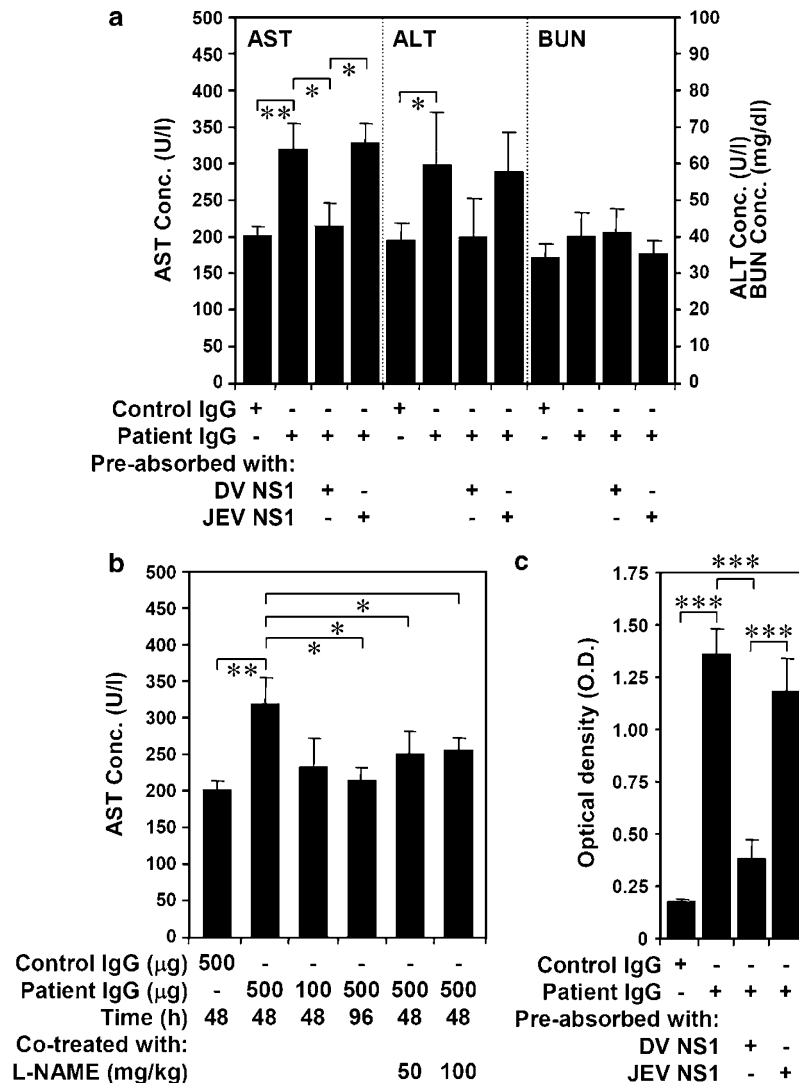 a
AST ALT BUN
AST Conc. (U/l)
500
450
400
350
300
250
200
150
100
50
0
** * * *
100
90
80
70
60
50
40
30
20
10
0
ALT Conc. (U/l)
BUN Conc. (mg/dl)
Control IgG + - - - + - - - + - - -
Patient IgG - + + + - + + + - + + +
Pre-absorbed with:
DV NS1 + - + - + -
JEV NS1 - + - + - +
b
AST Conc. (U/l)
500
450
400
350
300
250
200
150
100
50
0
** * * *
Control IgG (µg) 500 - - - - -
Patient IgG (µg) - 500 100 500 500 500
Time (h) 48 48 48 96 48 48
Co-treated with:
L-NAME (mg/kg) 50 100
c
Optical density (O.D.)
1.75
1.50
1.25
1.00
0.75
0.50
0.25
0
*** *** ***
Control IgG + - - -
Patient IgG - + + +
Pre-absorbed with:
DV NS1 + -
JEV NS1 - +